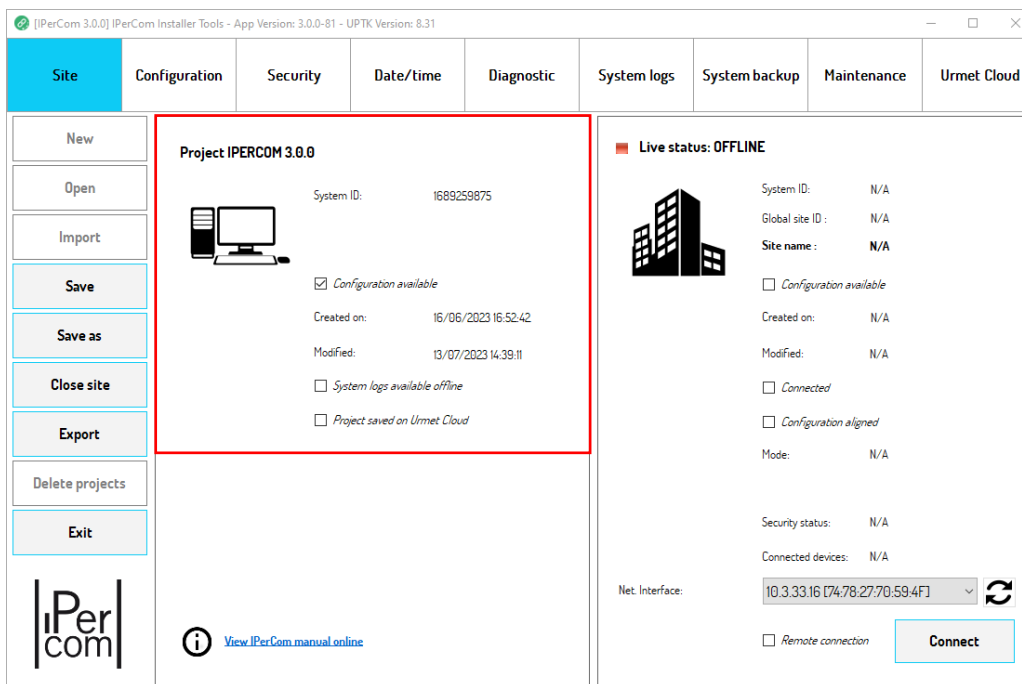 [IPerCom 3.0.0] IPerCom Installer Tools - App Version: 3.0.0-81 - UPTK Version: 8.31
Site
Configuration
Security
Date/time
Diagnostic
System logs
System backup
Maintenance
Urmet Cloud
New
Open
Import
Save
Save as
Close site
Export
Delete projects
Exit
IPer
com
Project IPERCOM 3.0.0
System ID: 1689259875
Configuration available
Created on: 16/06/2023 16:52:42
Modified: 13/07/2023 14:39:11
System logs available offline
Project saved on Urmet Cloud
View IPerCom manual online
Live status: OFFLINE
System ID: N/A
Global site ID : N/A
Site name : N/A
Configuration available
Created on: N/A
Modified: N/A
Connected
Configuration aligned
Mode: N/A
Security status: N/A
Connected devices: N/A
Net. Interface: 10.3.33.16 [74:78:27:70:59:4F]
Remote connection
Connect